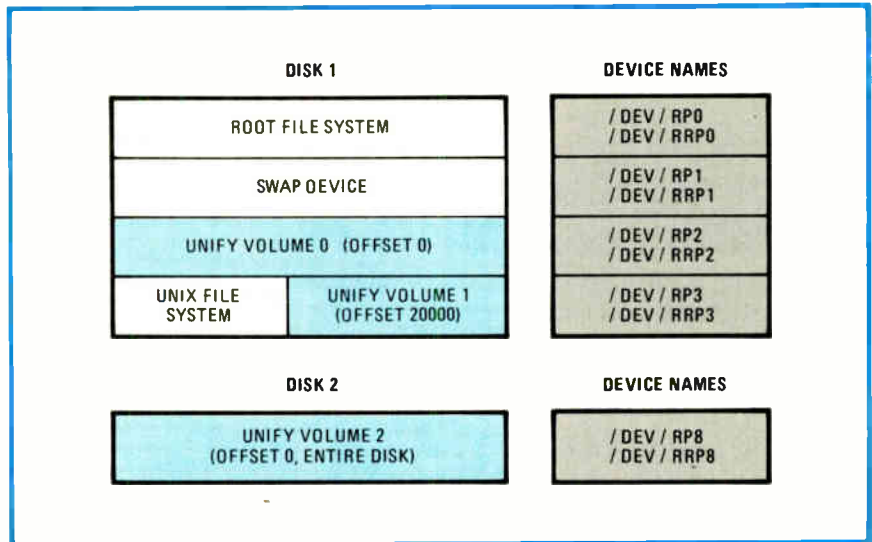 DISK 1
DEVICE NAMES
ROOT FILE SYSTEM
/ DEV / RP0
/ DEV / RRP0
SWAP DEVICE
/ DEV / RP1
/ DEV / RRP1
UNIFY VOLUME 0 (OFFSET 0)
/ DEV / RP2
/ DEV / RRP2
UNIX FILE
SYSTEM
UNIFY VOLUME 1
(OFFSET 20000)
/ DEV / RP3
/ DEV / RRP3
DISK 2
DEVICE NAMES
UNIFY VOLUME 2
(OFFSET 0, ENTIRE DISK)
/ DEV / RP8
/ DEV / RRP8